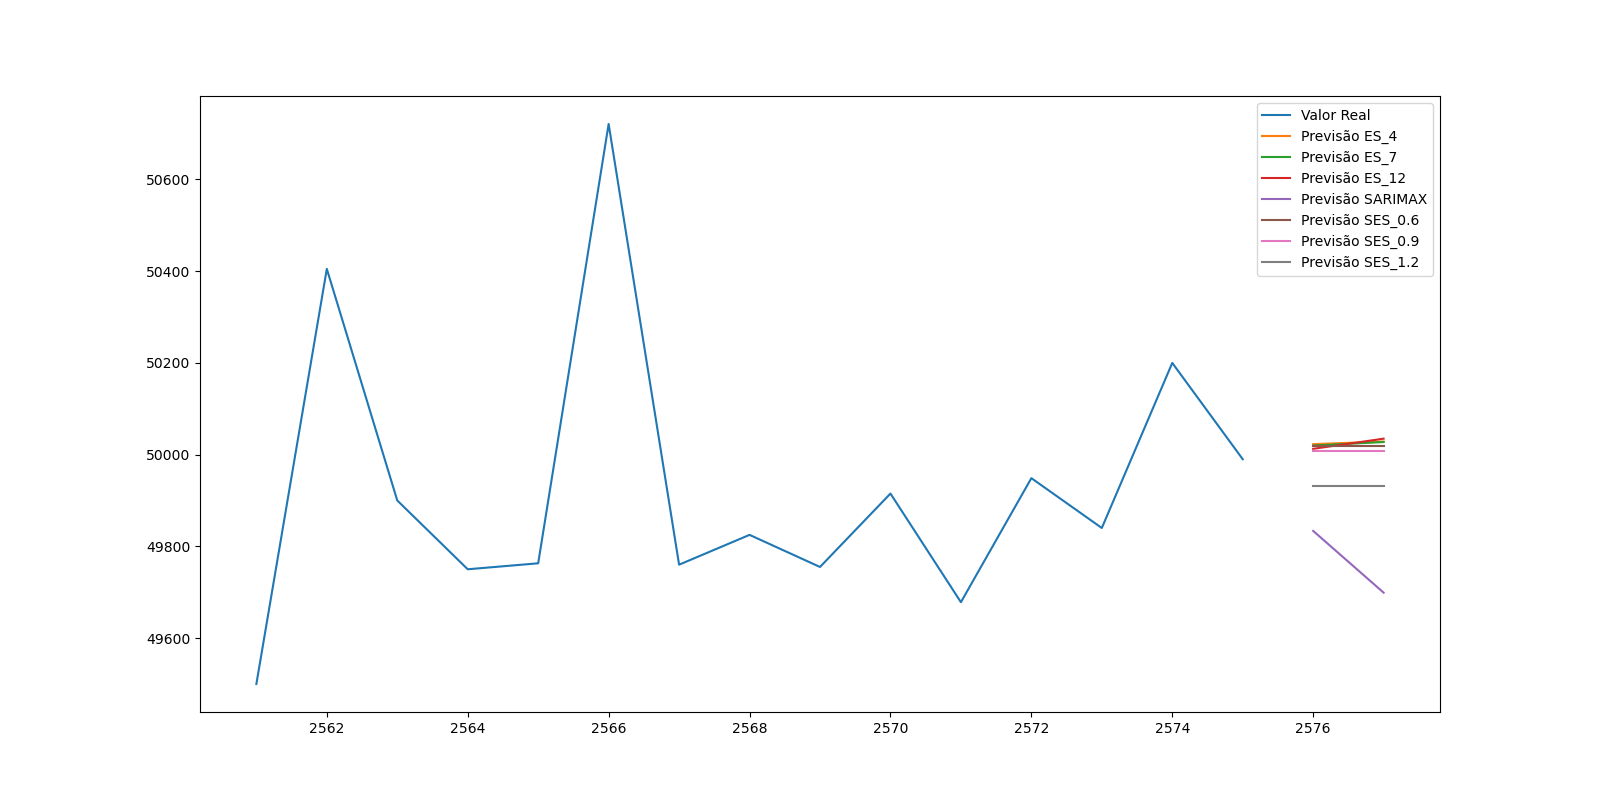 Valor Real
Previsão ES_4
Previsão ES_7
Previsão ES_12
Previsão SARIMAX
Previsão SES_0.6
Previsão SES_0.9
Previsão SES_1.2
50600
50400
50200
50000
49800
49600
2562 2564 2566 2568 2570 2572 2574 2576